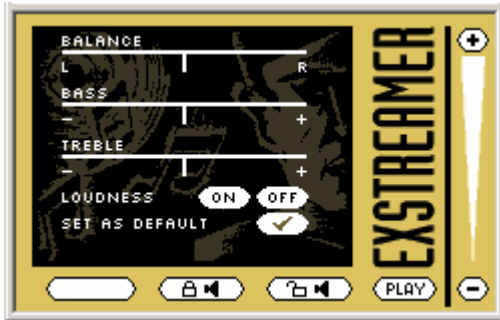 BALANCE
L R
BASS
- +
TREBLE
- +
LOUDNESS ON OFF
SET AS DEFAULT
EXSTREAMER
+
-
PLAY